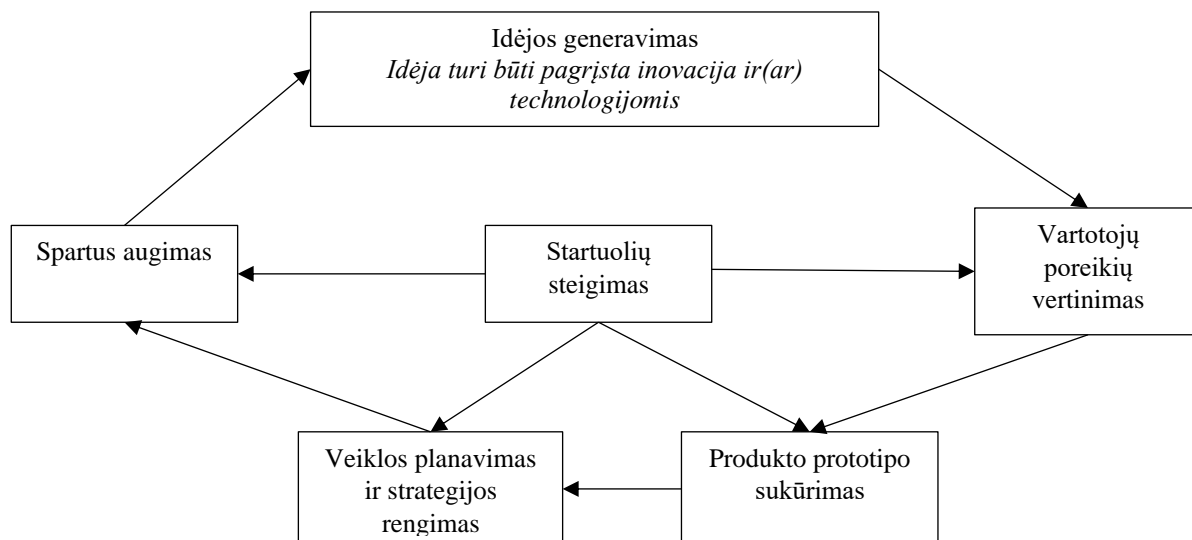 Idėjos generavimas
Idėja turi būti pagrįsta inovacija ir(ar)
technologijomis
Spartus augimas
Startuolių
steigimas
Vartotojų
poreikių
vertinimas
Veiklos planavimas
ir strategijos
rengimas
Produkto prototipo
sukūrimas